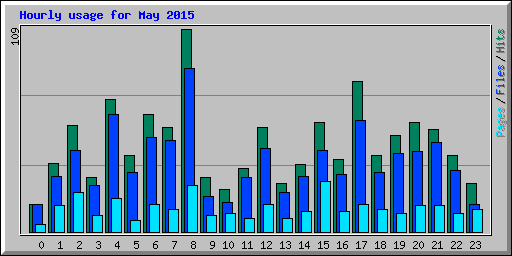 Hourly usage for May 2015
109
Pages / Files / Hits
0 1 2 3 4 5 6 7 8 9 10 11 12 13 14 15 16 17 18 19 20 21 22 23